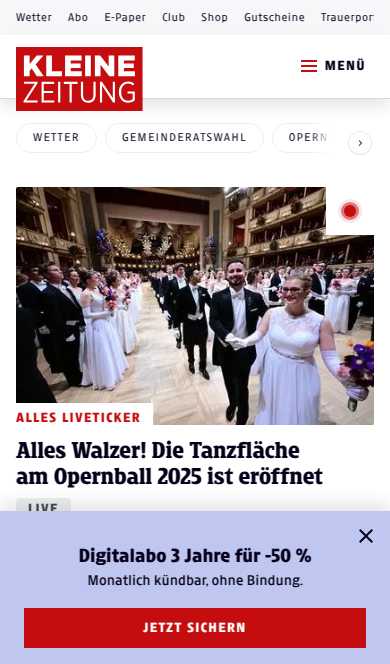 Wetter Abo E-Paper Club Shop Gutscheine Trauerpor
KLEINE
ZEITUNG
MENÜ
WETTER GEMEINDERATSWAHL OPERN
ALLES LIVETICKER
Alles Walzer! Die Tanzfläche
am Opernball 2025 ist eröffnet
LIVE
Digitalabo 3 Jahre für -50 %
Monatlich kündbar, ohne Bindung.
JETZT SICHERN